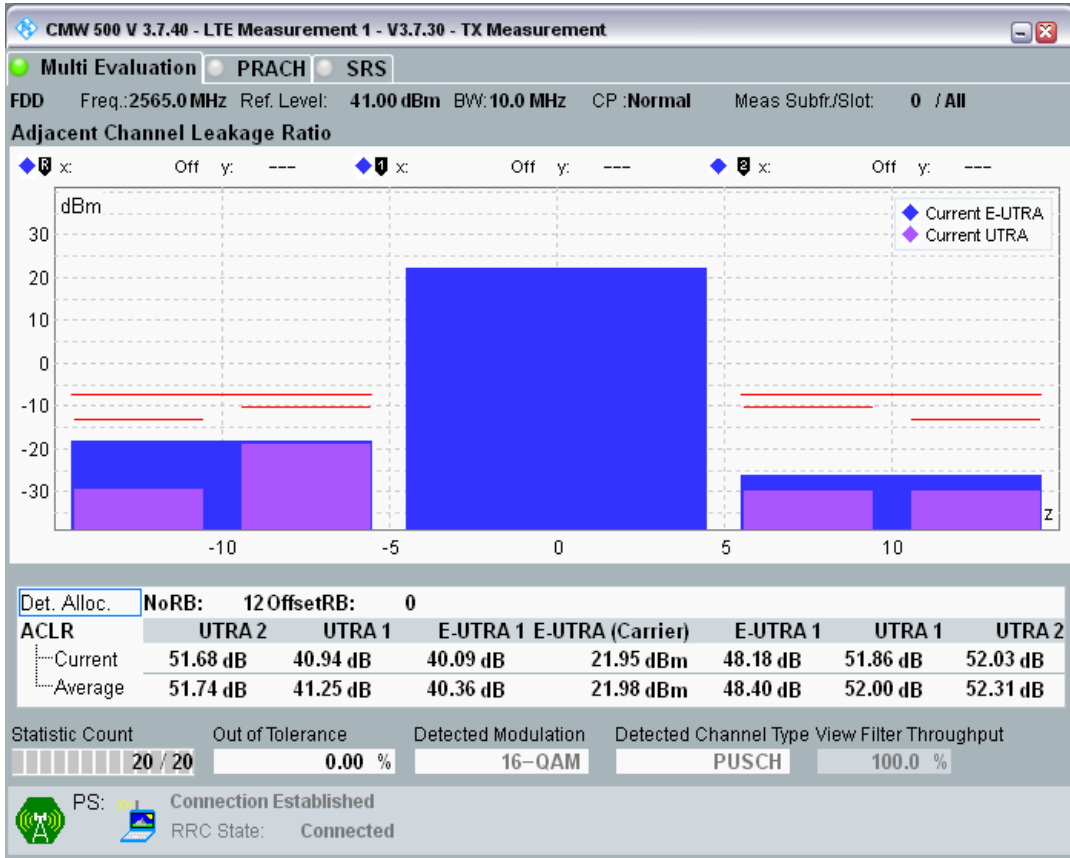 CMW 500 V 3.7.40 - LTE Measurement 1 - V3.7.30 - TX Measurement
Multi Evaluation PRACH SRS
FDD Freq.:2565.0 MHz Ref. Level: 41.00 dBm BW: 10.0 MHz CP :Normal Meas Subfr./Slot: 0 / All
Adjacent Channel Leakage Ratio
R x: Off y: --- 1 x: Off y: --- 2 x: Off y: ---
dBm
Current E-UTRA
Current UTRA
30
20
10
0
-10
-20
-30
z
-10 -5 0 5 10
Det. Alloc. NoRB: 12 OffsetRB: 0
ACLR UTRA 2 UTRA 1 E-UTRA 1 E-UTRA (Carrier) E-UTRA 1 UTRA 1 UTRA 2
Current 51.68 dB 40.94 dB 40.09 dB 21.95 dBm 48.18 dB 51.86 dB 52.03 dB
Average 51.74 dB 41.25 dB 40.36 dB 21.98 dBm 48.40 dB 52.00 dB 52.31 dB
Statistic Count Out of Tolerance Detected Modulation Detected Channel Type View Filter Throughput
20 / 20 0.00 % 16-QAM PUSCH 100.0 %
PS: Connection Established
RRC State: Connected